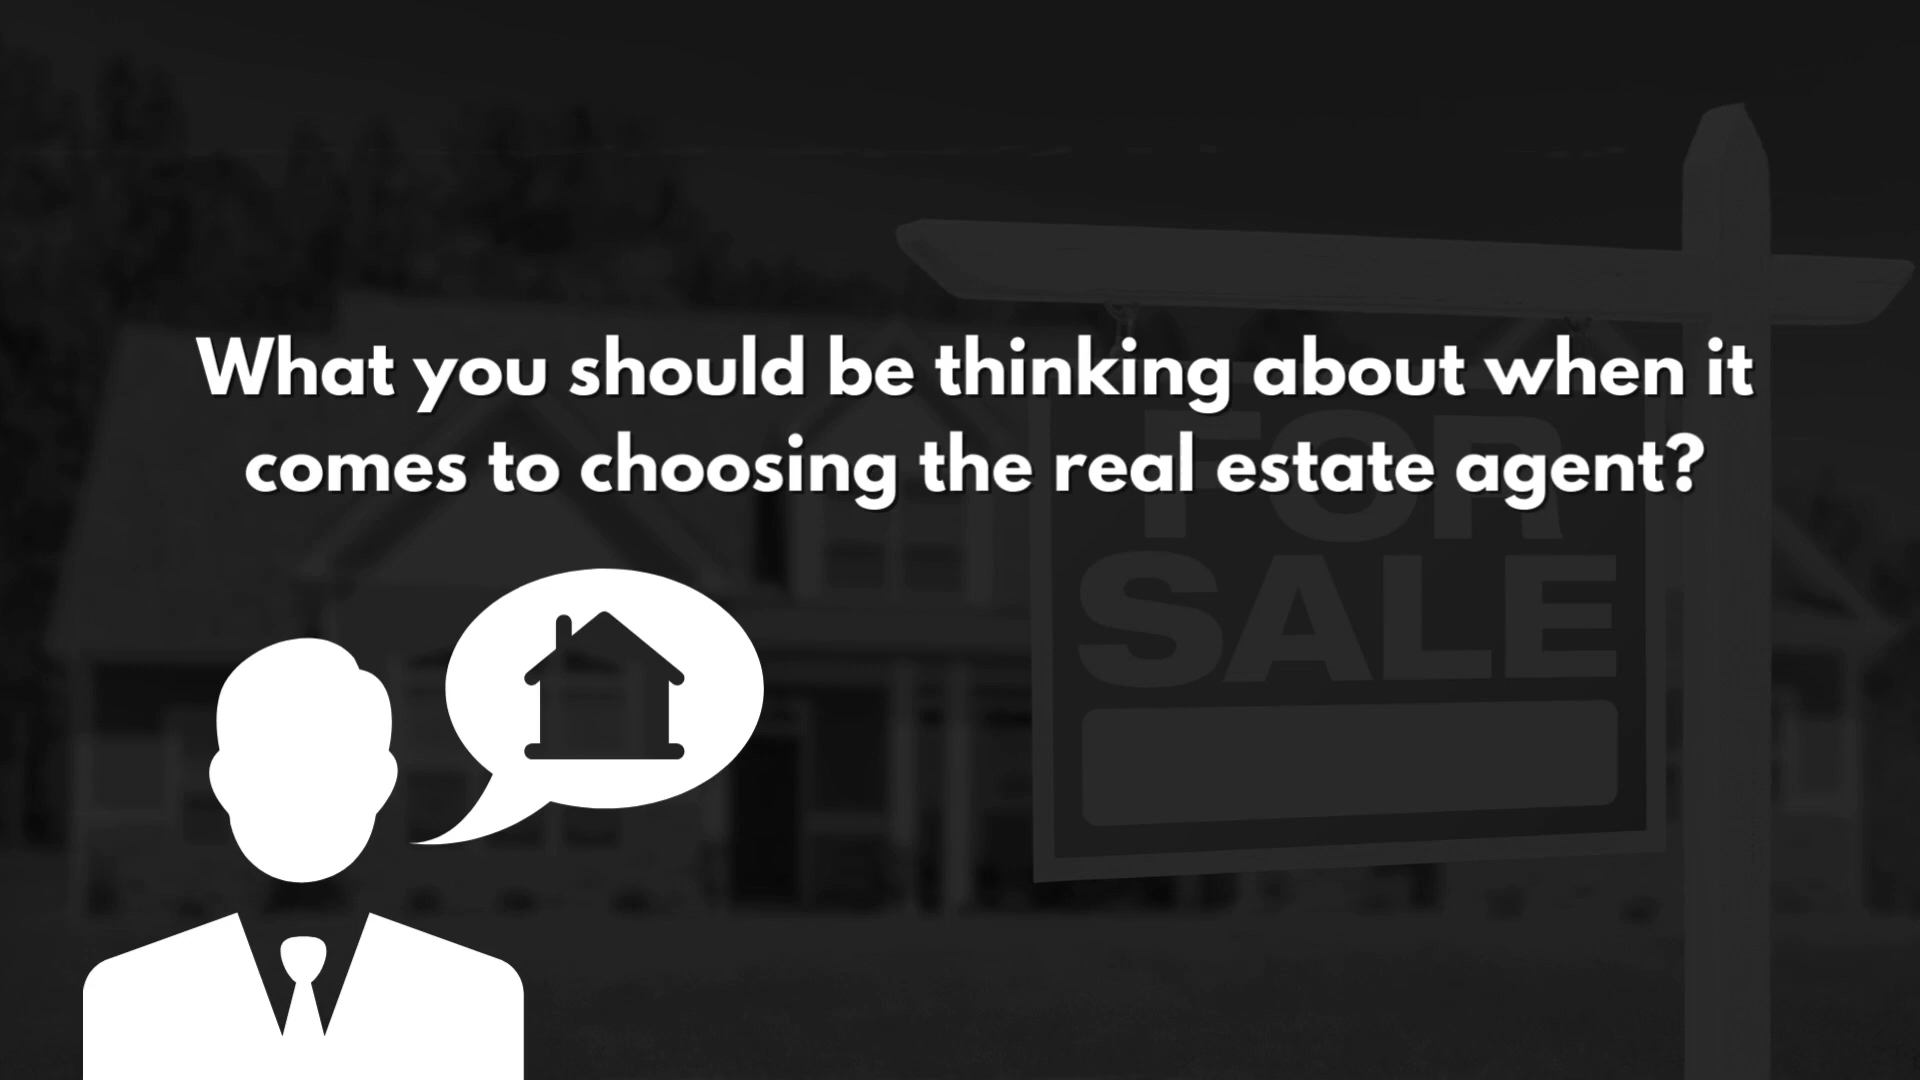 What you should be thinking about when it
comes to choosing the real estate agent?
FOR
SALE